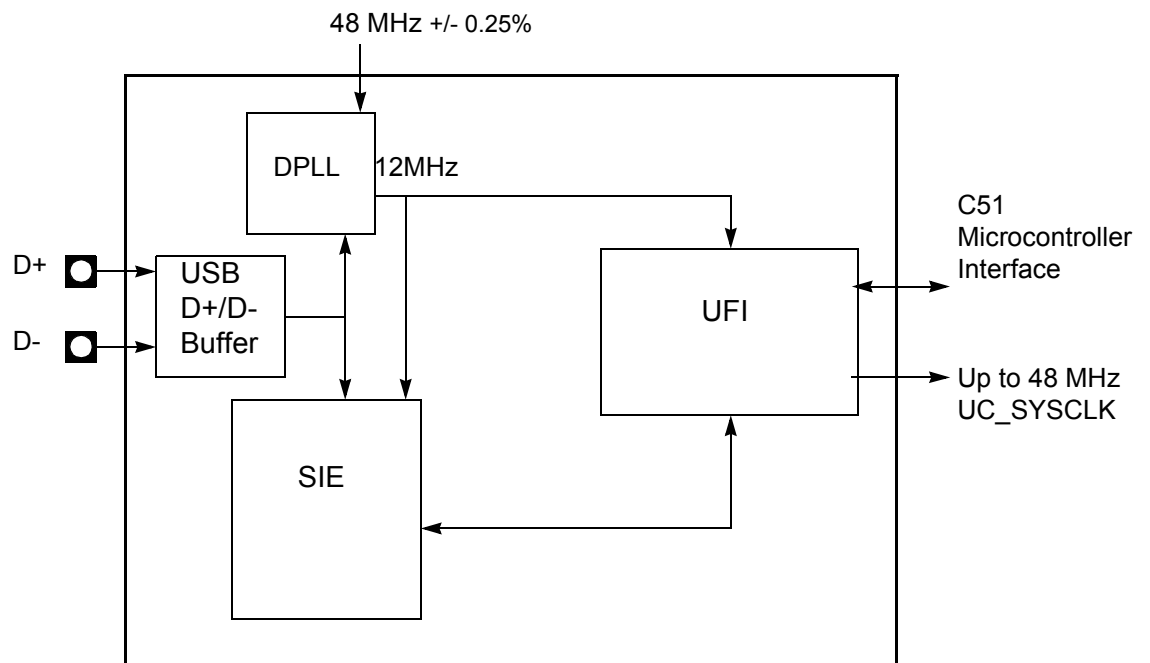 48 MHz +/- 0.25%
DPLL
12MHz
C51
Microcontroller
Interface
D+
USB
D+/D-
Buffer
UFI
D-
Up to 48 MHz
UC_SYSCLK
SIE